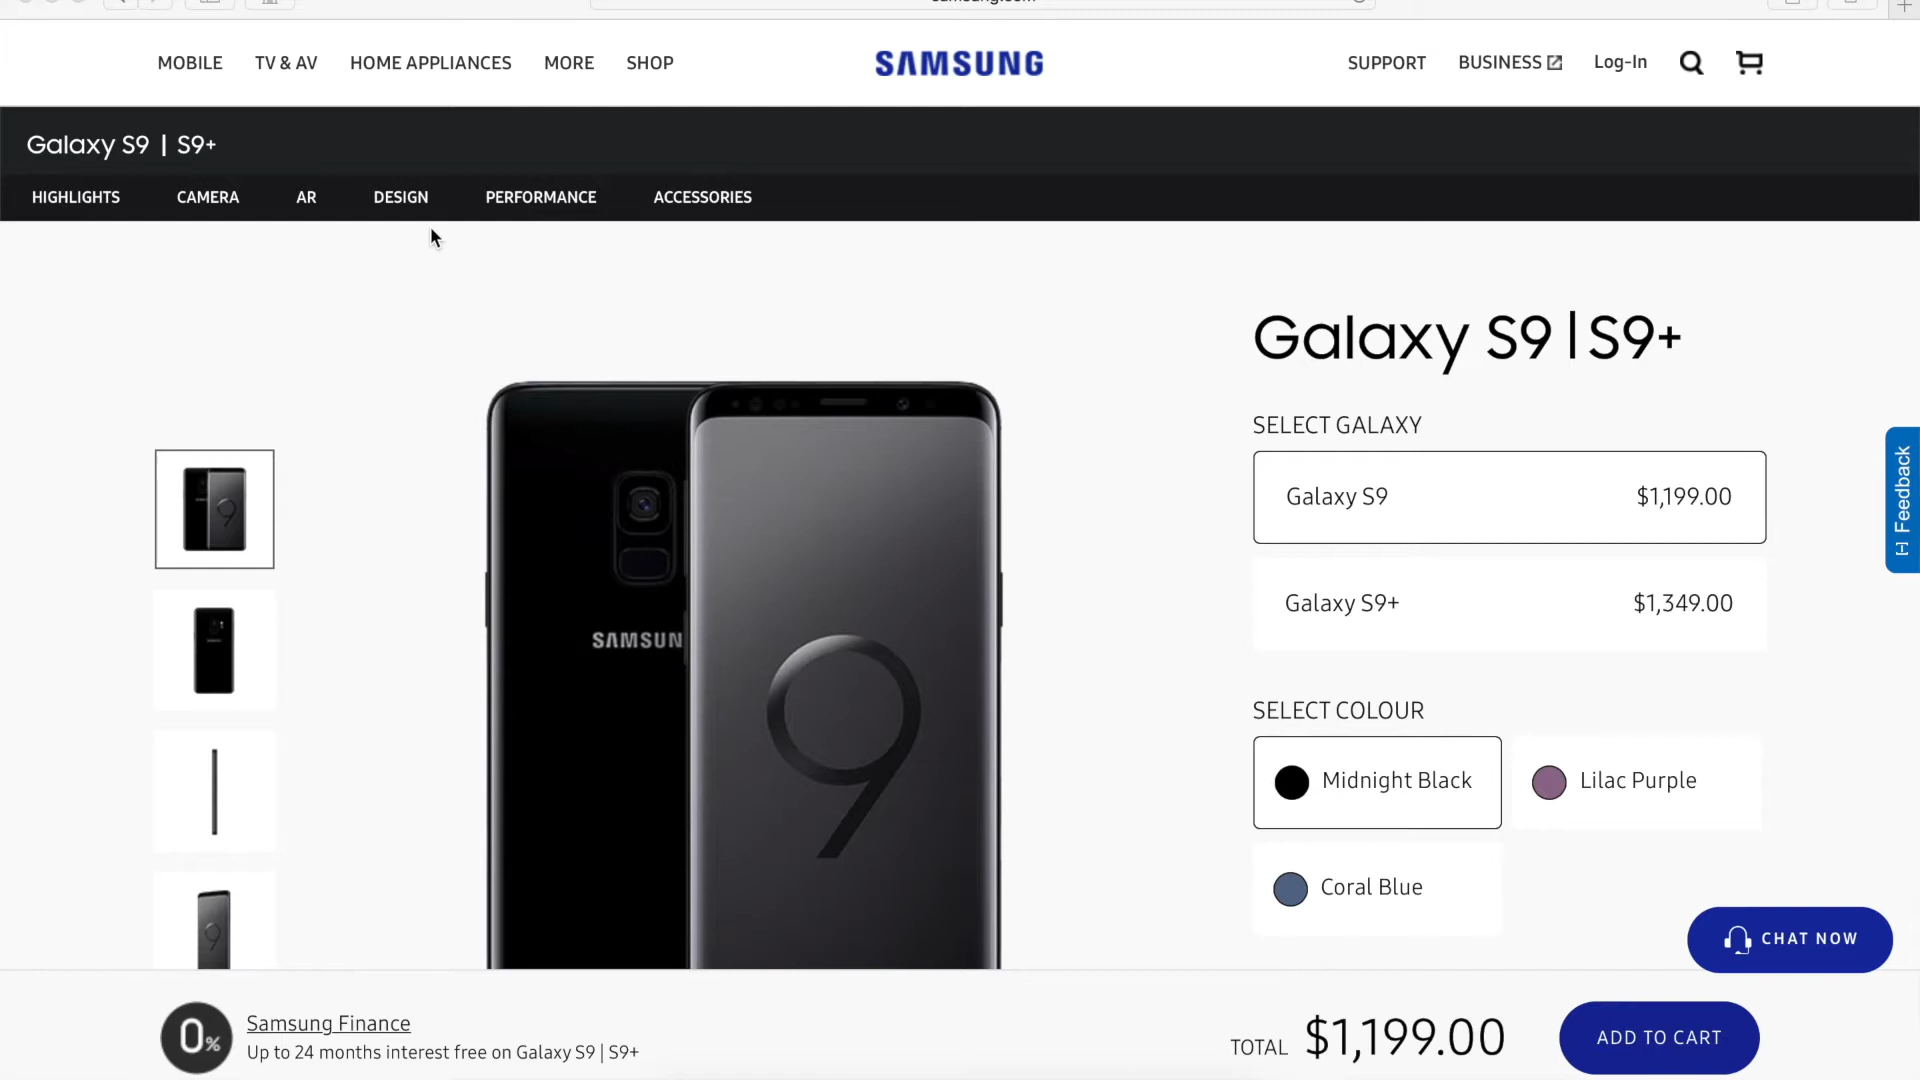 MOBILE TV & AV HOME APPLIANCES MORE SHOP SAMSUNG SUPPORT BUSINESS Log-In
Galaxy S9 | S9+
HIGHLIGHTS CAMERA AR DESIGN PERFORMANCE ACCESSORIES
Galaxy S9 | S9+
SELECT GALAXY
Galaxy S9 $1,199.00
Galaxy S9+ $1,349.00
SELECT COLOUR
Midnight Black
Lilac Purple
Coral Blue
SAMSUN
9
[-] Feedback
CHAT NOW
0%
Samsung Finance
Up to 24 months interest free on Galaxy S9 | S9+
TOTAL $1,199.00
ADD TO CART